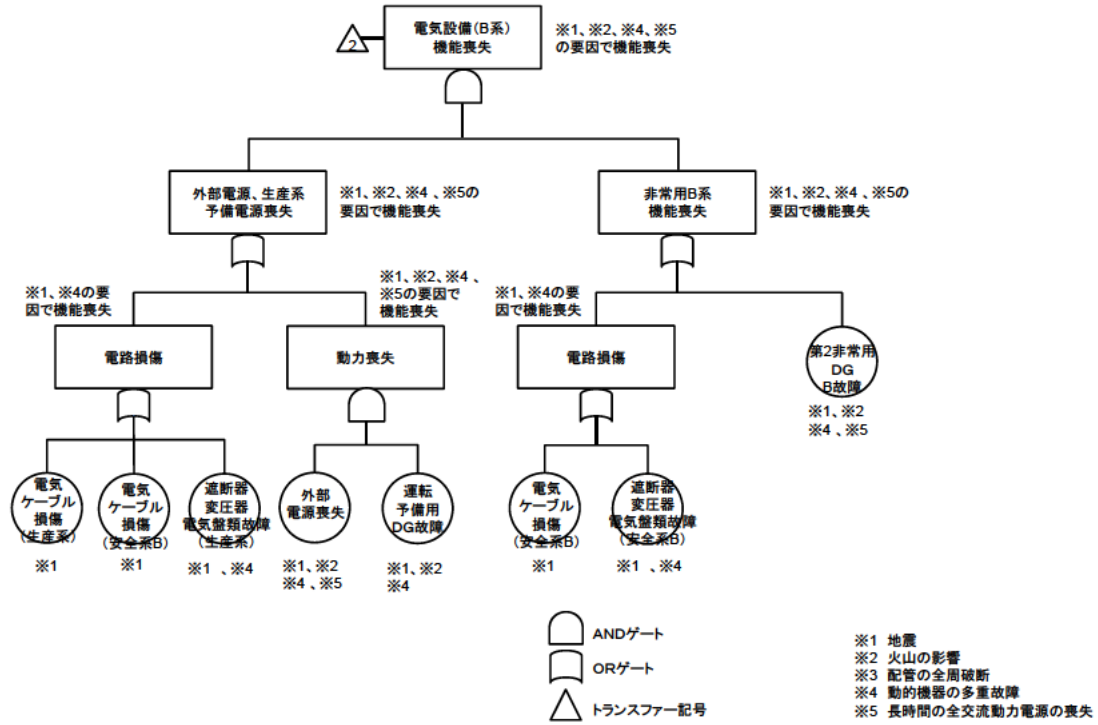 電気設備(B系)
機能喪失
※1、※2、※4、※5
の要因で機能喪失
2
外部電源、生産系
予備電源喪失
※1、※2、※4 、※5の
要因で機能喪失
非常用B系
機能喪失
※1、※2、※4 、※5の
要因で機能喪失
※1、※4の要
因で機能喪失
※1、※2、※4 、
※5の要因で
機能喪失
※1、※4の要
因で機能喪失
電路損傷
動力喪失
電路損傷
第2非常用
DG
B故障
※1、※2
※4 、※5
電気
ケーブル
損傷
(生産系)
※1
電気
ケーブル
損傷
(安全系B)
※1
遮断器
変圧器
電気盤類故障
(生産系)
※1 、※4
外部
電源喪失
※1、※2
※4 、※5
運転
予備用
DG故障
※1、※2
※4
電気
ケーブル
損傷
(安全系B)
※1
遮断器
変圧器
電気盤類故障
(安全系B)
※1 、※4
ANDゲート
ORゲート
トランスファー記号
※1 地震
※2 火山の影響
※3 配管の全周破断
※4 動的機器の多重故障
※5 長時間の全交流動力電源の喪失